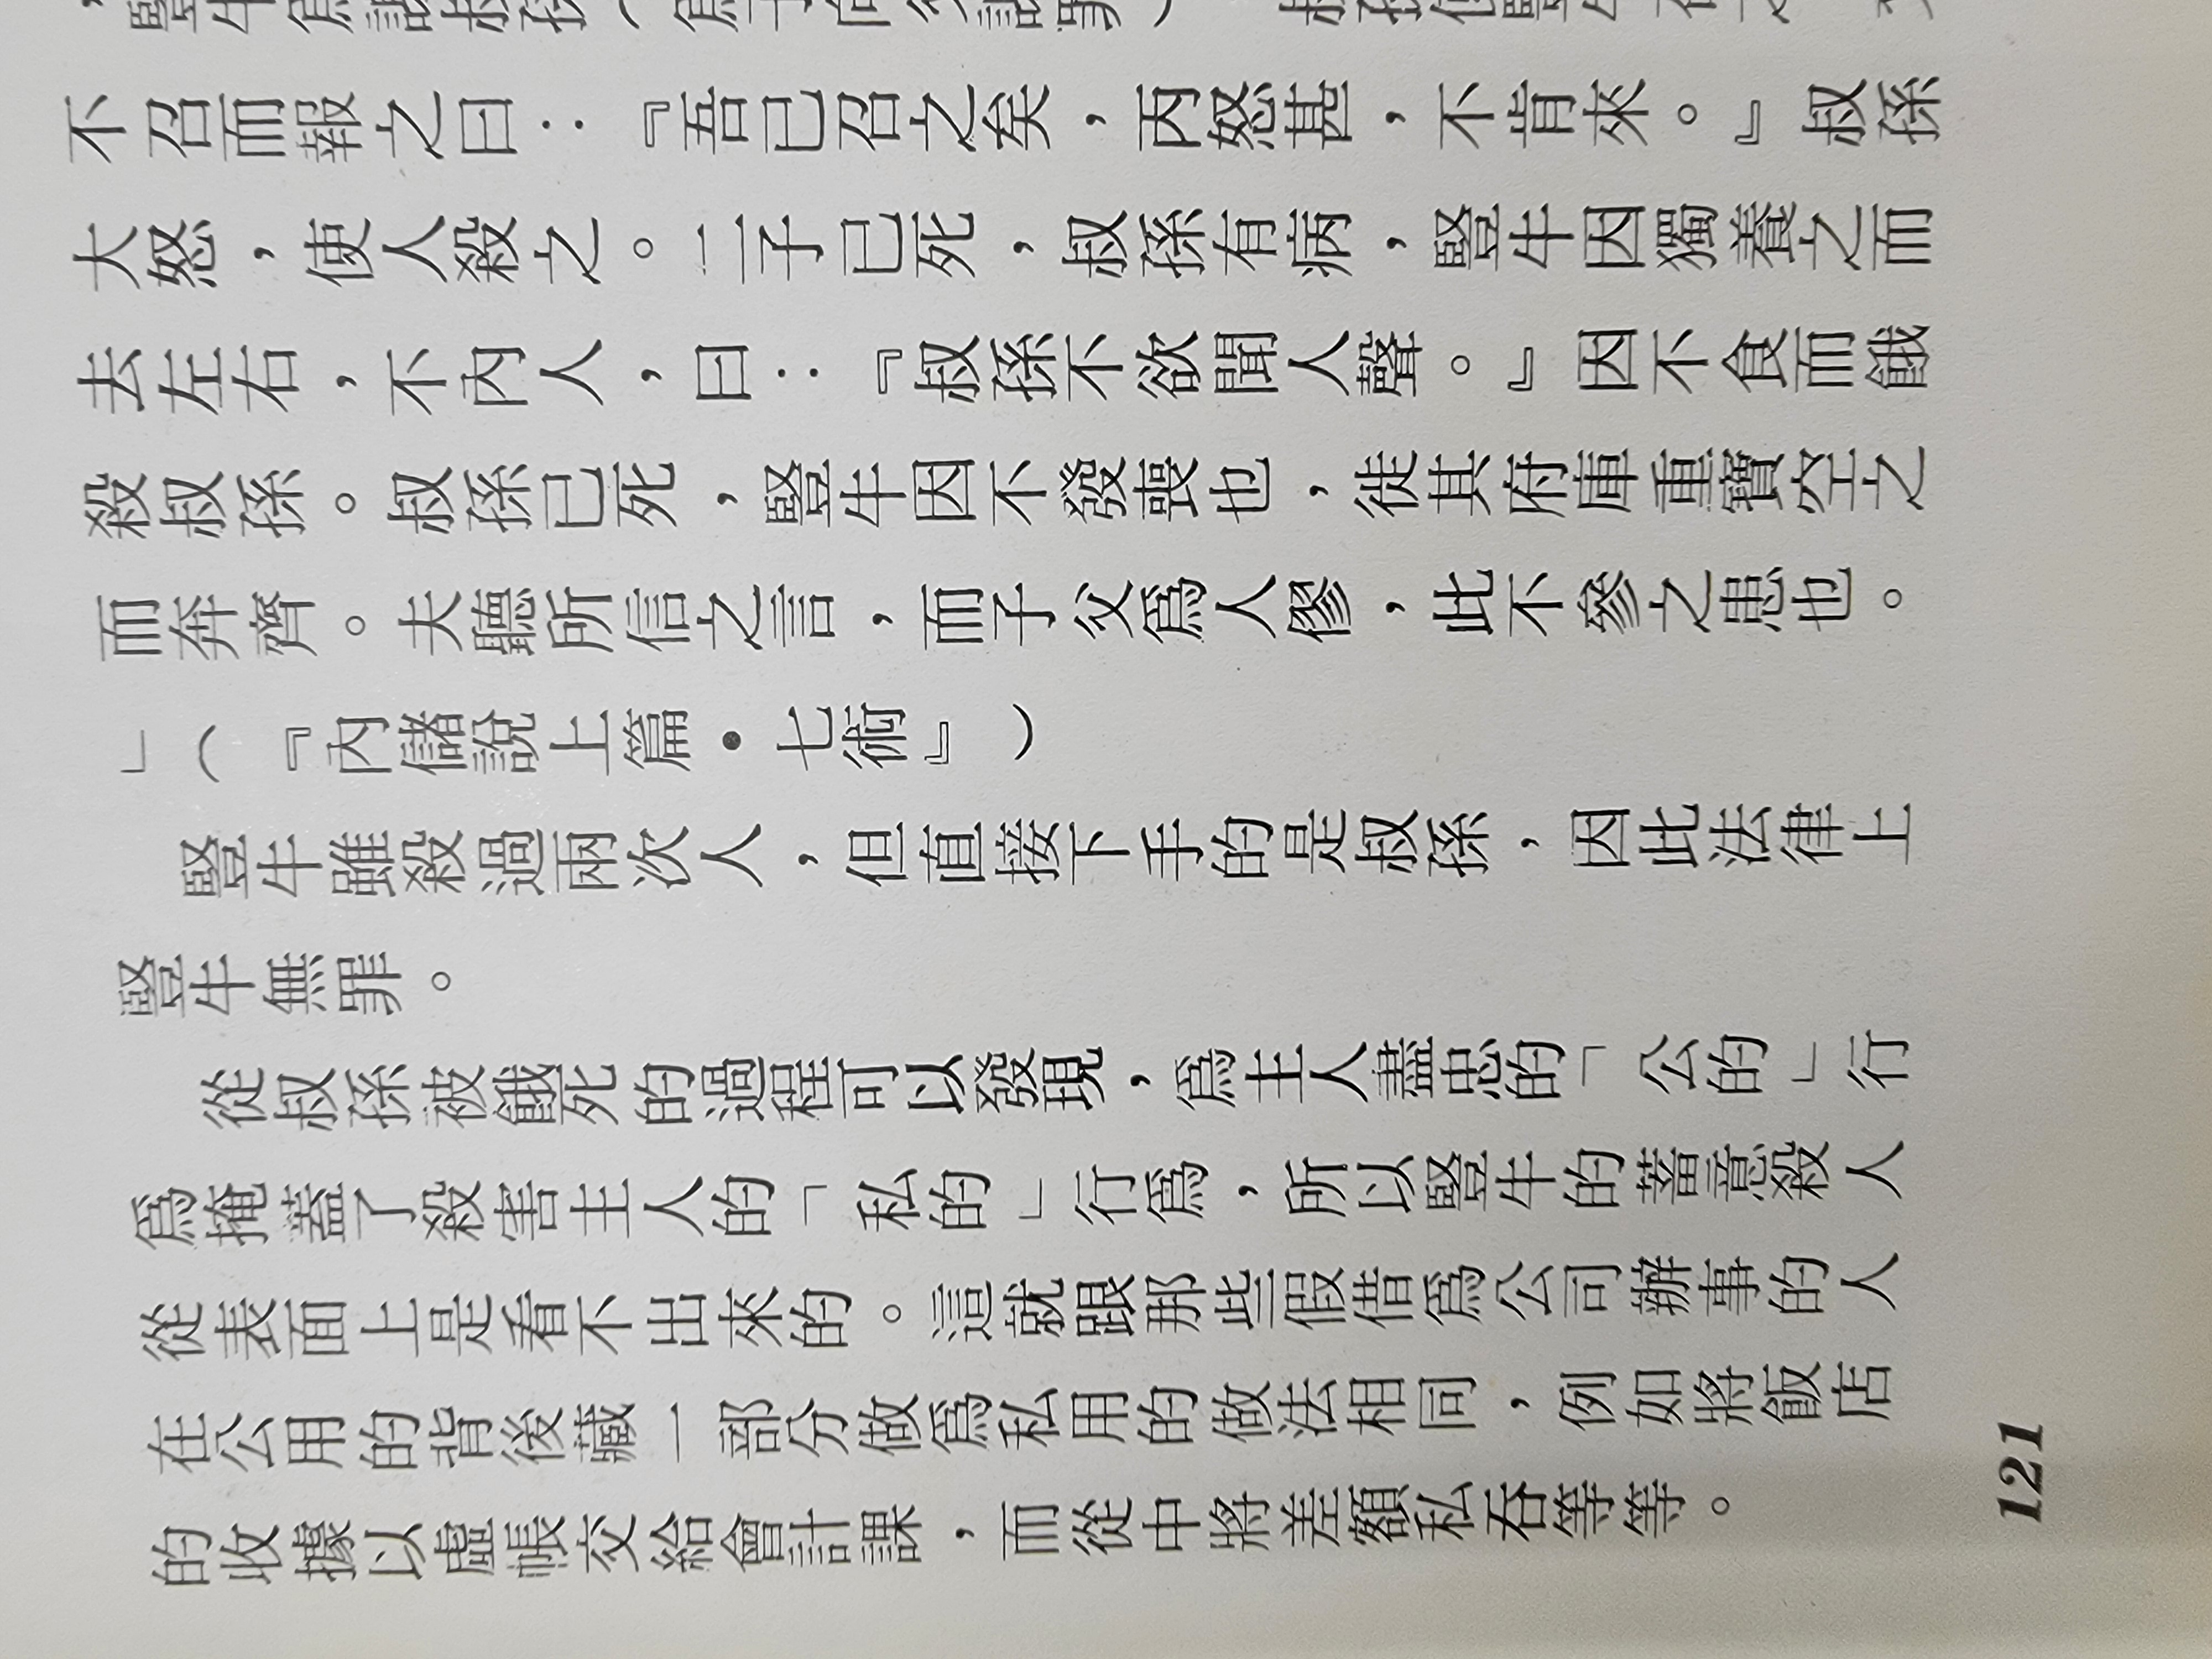 ，豎牛爲謝叔孫（爲子向父謝罪）
不召而報之曰：『吾已召之矣，丙怒甚，不肯來。』叔孫
大怒，使人殺之。二子已死，叔孫有病，豎牛因獨養之而
去左右，不內人，曰：『叔孫不欲聞人聲。』因不食而餓
殺叔孫。叔孫已死，豎牛因不發喪也，徙其府庫重寶空之
而奔齊。夫聽所信之言，而子父爲人僇，此不參之患也。
」（『內儲說上篇•七術』）
豎牛雖殺過兩次人，但直接下手的是叔孫，因此法律上
豎牛無罪。
從叔孫被餓死的過程可以發現，爲主人盡忠的「公的」行
爲掩蓋了殺害主人的「私的」行爲，所以豎牛的蓄意殺人
從表面上是看不出來的。這就跟那些假借爲公司辦事的人
在公用的背後藏一部分做爲私用的做法相同，例如將飯店
的收據以虛帳交給會計課，而從中將差額私吞等等。
121